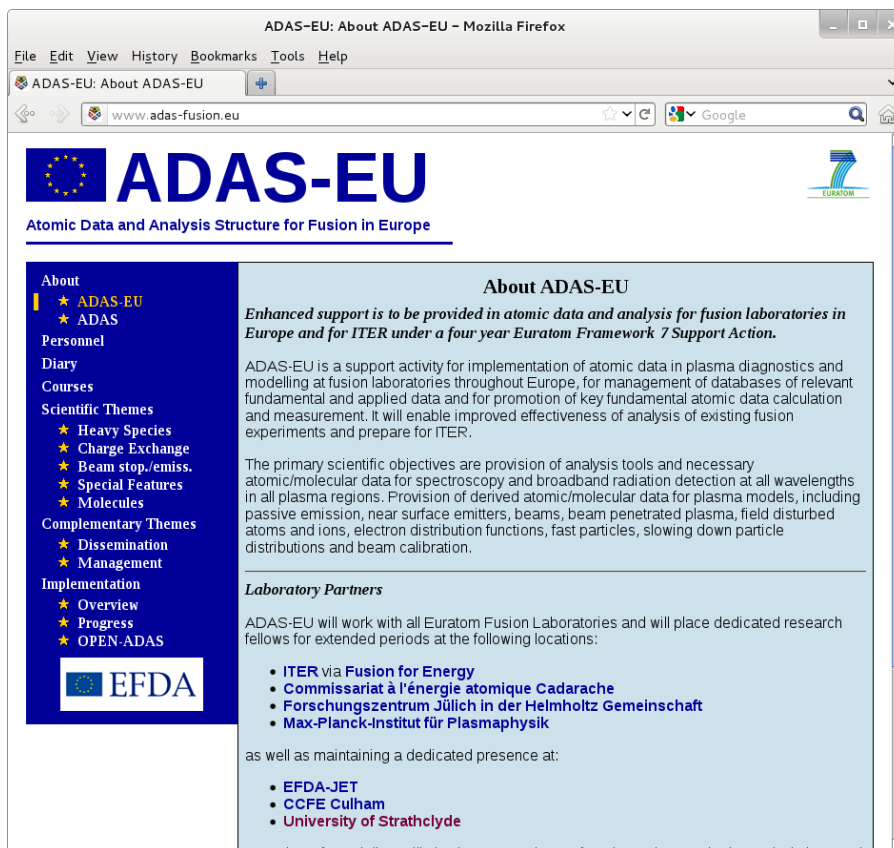 ADAS-EU: About ADAS-EU - Mozilla Firefox
File Edit View History Bookmarks Tools Help
ADAS-EU: About ADAS-EU
www.adas-fusion.eu
Google
ADAS-EU
7
EURATOM
Atomic Data and Analysis Structure for Fusion in Europe
About
ADAS-EU
ADAS
Personnel
Diary
Courses
Scientific Themes
Heavy Species
Charge Exchange
Beam stop./emiss.
Special Features
Molecules
Complementary Themes
Dissemination
Management
Implementation
Overview
Progress
OPEN-ADAS
EFDA
About ADAS-EU
Enhanced support is to be provided in atomic data and analysis for fusion laboratories in
Europe and for ITER under a four year Euratom Framework 7 Support Action.
ADAS-EU is a support activity for implementation of atomic data in plasma diagnostics and
modelling at fusion laboratories throughout Europe, for management of databases of relevant
fundamental and applied data and for promotion of key fundamental atomic data calculation
and measurement. It will enable improved effectiveness of analysis of existing fusion
experiments and prepare for ITER.
The primary scientific objectives are provision of analysis tools and necessary
atomic/molecular data for spectroscopy and broadband radiation detection at all wavelengths
in all plasma regions. Provision of derived atomic/molecular data for plasma models, including
passive emission, near surface emitters, beams, beam penetrated plasma, field disturbed
atoms and ions, electron distribution functions, fast particles, slowing down particle
distributions and beam calibration.
Laboratory Partners
ADAS-EU will work with all Euratom Fusion Laboratories and will place dedicated research
fellows for extended periods at the following locations:
ITER via Fusion for Energy
Commissariat à l'énergie atomique Cadarache
Forschungszentrum Jülich in der Helmholtz Gemeinschaft
Max-Planck-Institut für Plasmaphysik
as well as maintaining a dedicated presence at:
EFDA-JET
CCFE Culham
University of Strathclyde